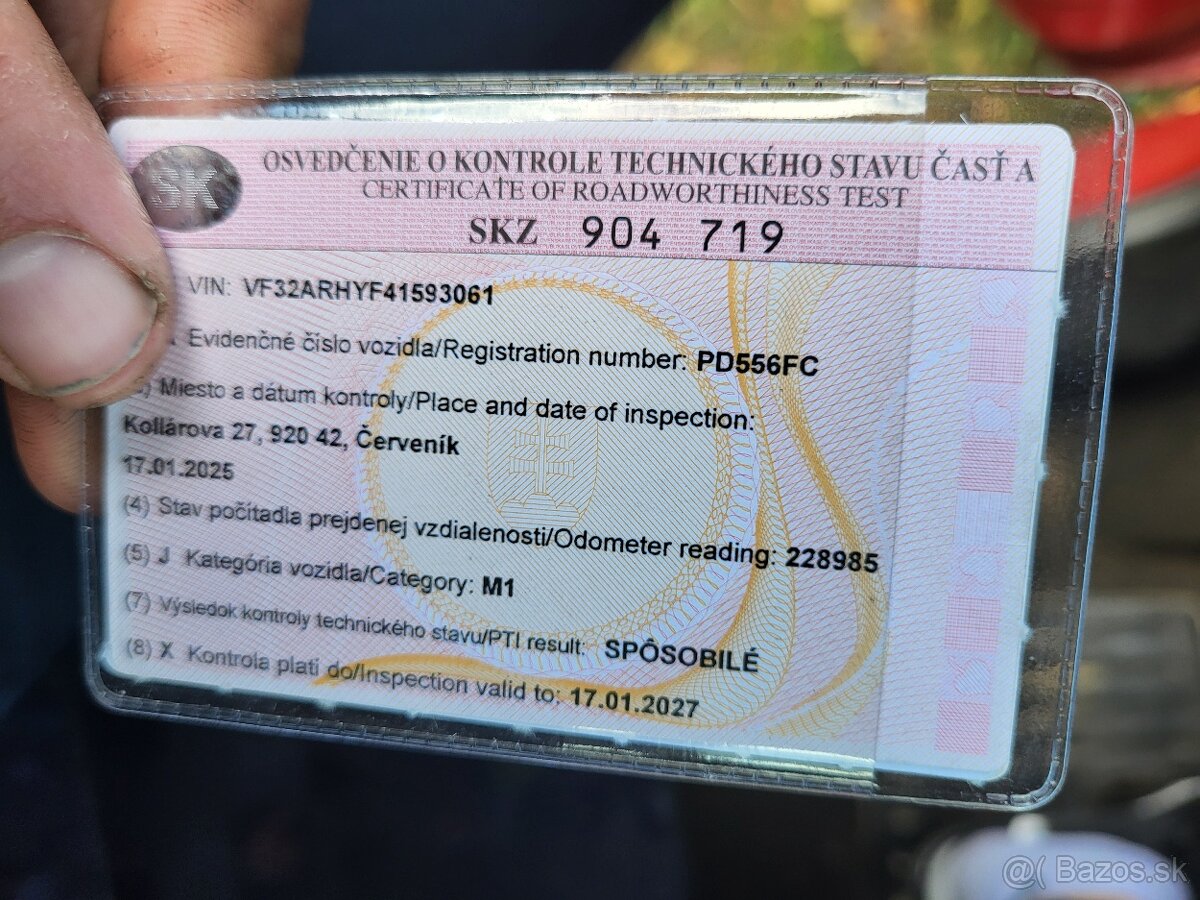 SK
OSVEDČENIE O KONTROLE TECHNICKÉHO STAVU ČASŤ A
CERTIFICATE OF ROADWORTHINESS TEST
SKZ 904 719
VIN: VF32ARHYF41593061
Evidenčné číslo vozidla/Registration number: PD556FC
) Miesto a dátum kontroly/Place and date of inspection:
Kollárova 27, 920 42, Červeník
17.01.2025
(4) Stav počítadla prejdenej vzdialenosti/Odometer reading: 228985
(5) J Kategória vozidla/Category: M1
(7) Výsledok kontroly technického stavu/PTI result: SPÔSOBILÉ
(8) X Kontrola platí do/Inspection valid to: 17.01.2027
@( Bazos.sk